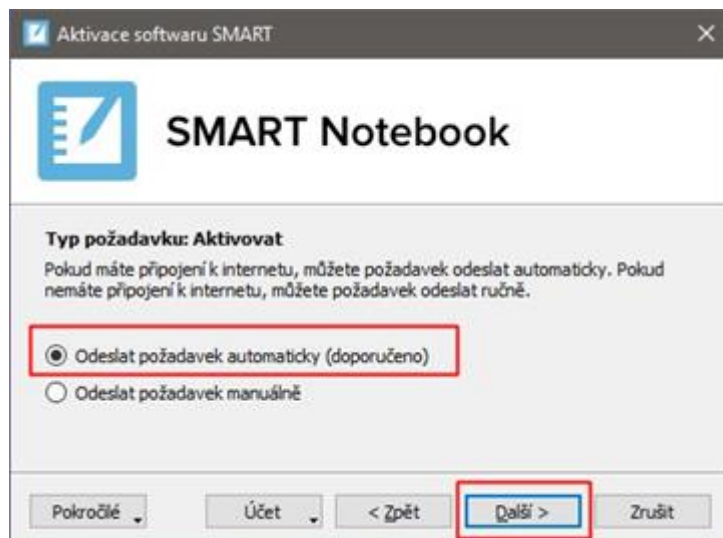 Aktivace softwaru SMART
SMART Notebook
Typ požadavku: Aktivovat
Pokud máte připojení k internetu, můžete požadavek odeslat automaticky. Pokud
nemáte připojení k internetu, můžete požadavek odeslat ručně.
Odeslat požadavek automaticky (doporučeno)
Odeslat požadavek manuálně
Pokročilé Účet < Zpět Další > Zrušit